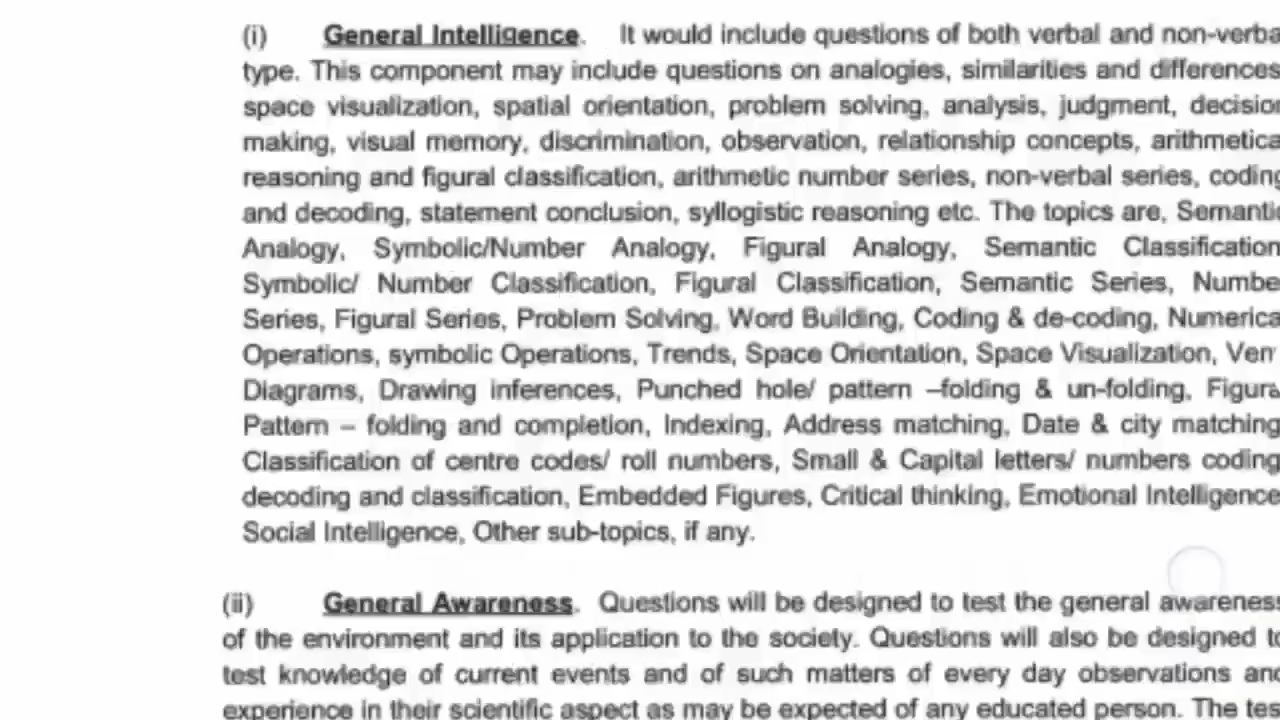 (i) General Intelligence. It would include questions of both verbal and non-verba
type. This component may include questions on analogies, similarities and differences
space visualization, spatial orientation, problem solving, analysis, judgment, decision
making, visual memory, discrimination, observation, relationship concepts, arithmetica
reasoning and figural classification, arithmetic number series, non-verbal series, coding
and decoding, statement conclusion, syllogistic reasoning etc. The topics are, Semanti
Analogy, Symbolic/Number Analogy, Figural Analogy, Semantic Classification
Symbolic/ Number Classification, Figural Classification, Semantic Series, Numbe
Series, Figural Series, Problem Solving, Word Building, Coding & de-coding, Numerica
Operations, symbolic Operations, Trends, Space Orientation, Space Visualization, Ven
Diagrams, Drawing inferences, Punched hole/ pattern –folding & un-folding, Figura
Pattern – folding and completion, Indexing, Address matching, Date & city matching
Classification of centre codes/ roll numbers, Small & Capital letters/ numbers coding
decoding and classification, Embedded Figures, Critical thinking, Emotional Intelligence
Social Intelligence, Other sub-topics, if any.
(ii) General Awareness. Questions will be designed to test the general awareness
of the environment and its application to the society. Questions will also be designed to
test knowledge of current events and of such matters of every day observations and
experience in their scientific aspect as may be expected of any educated person. The tes